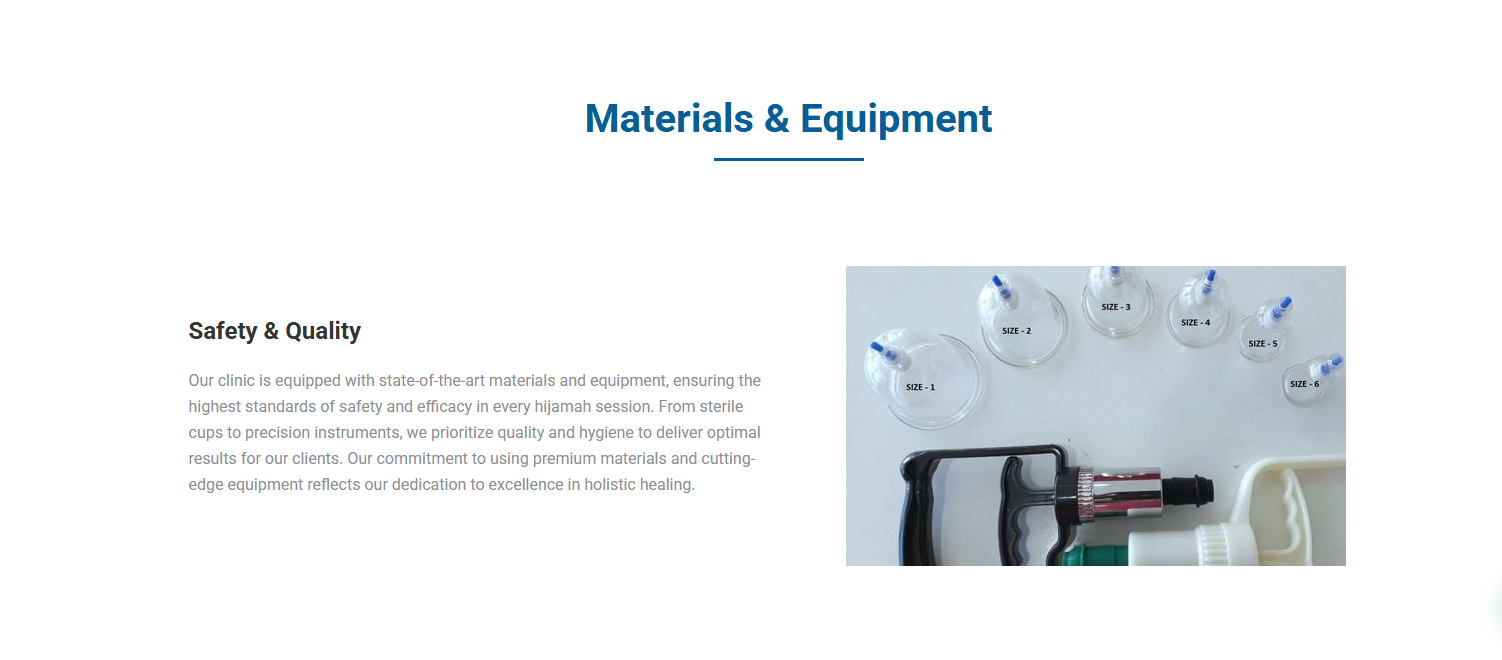 Materials & Equipment
Safety & Quality
Our clinic is equipped with state-of-the-art materials and equipment, ensuring the
highest standards of safety and efficacy in every hijamah session. From sterile
cups to precision instruments, we prioritize quality and hygiene to deliver optimal
results for our clients. Our commitment to using premium materials and cutting-
edge equipment reflects our dedication to excellence in holistic healing.
SIZE - 1
SIZE - 2
SIZE - 3
SIZE - 4
SIZE - 5
SIZE - 6